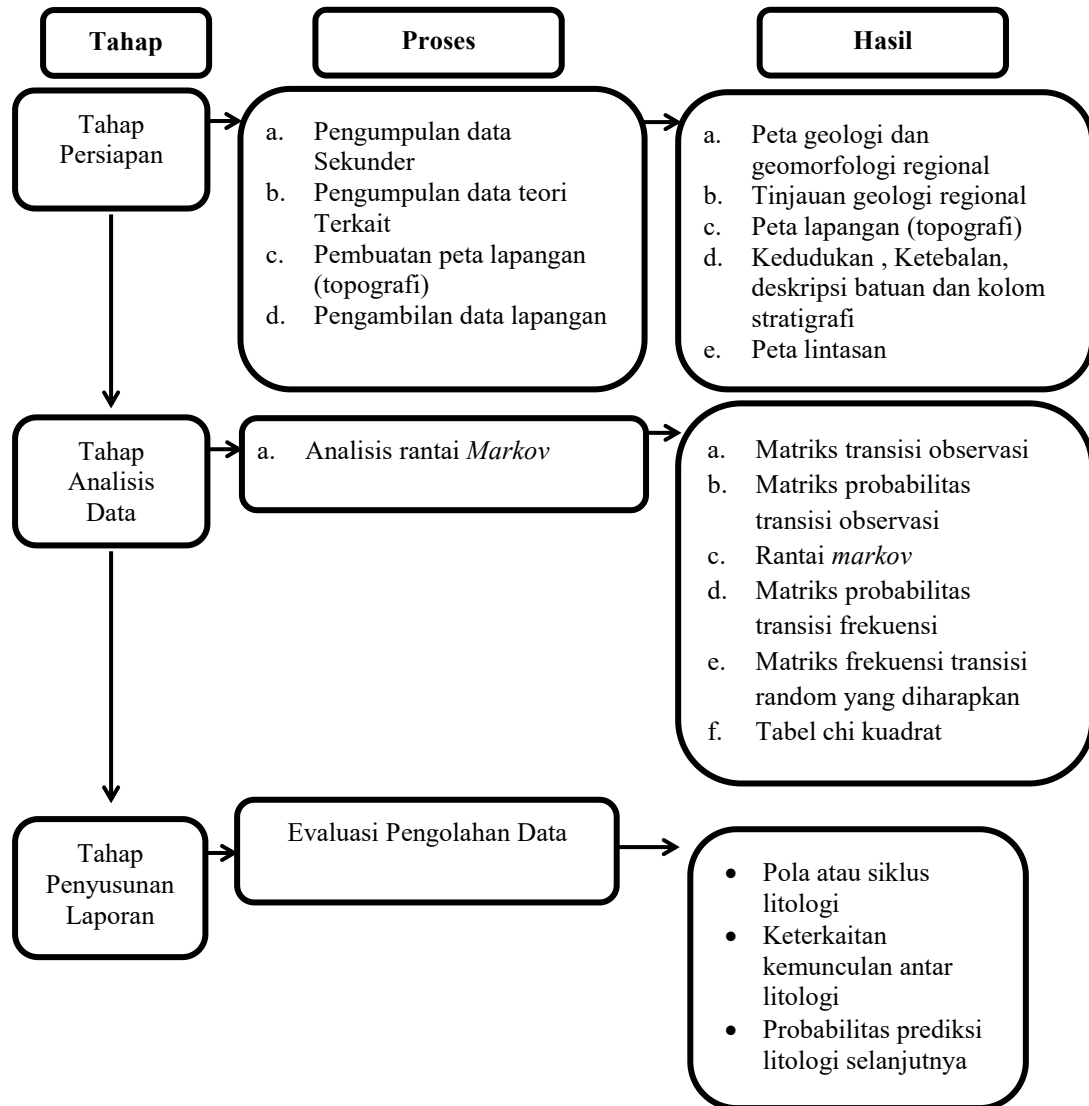 Tahap
Proses
Hasil
Tahap
Persiapan
a. Pengumpulan data
Sekunder
b. Pengumpulan data teori
Terkait
c. Pembuatan peta lapangan
(topografi)
d. Pengambilan data lapangan
a. Peta geologi dan
geomorfologi regional
b. Tinjauan geologi regional
c. Peta lapangan (topografi)
d. Kedudukan , Ketebalan,
deskripsi batuan dan kolom
stratigrafi
e. Peta lintasan
Tahap
Analisis
Data
a. Analisis rantai Markov
a. Matriks transisi observasi
b. Matriks probabilitas
transisi observasi
c. Rantai markov
d. Matriks probabilitas
transisi frekuensi
e. Matriks frekuensi transisi
random yang diharapkan
f. Tabel chi kuadrat
Tahap
Penyusunan
Laporan
Evaluasi Pengolahan Data
• Pola atau siklus
litologi
• Keterkaitan
kemunculan antar
litologi
• Probabilitas prediksi
litologi selanjutnya